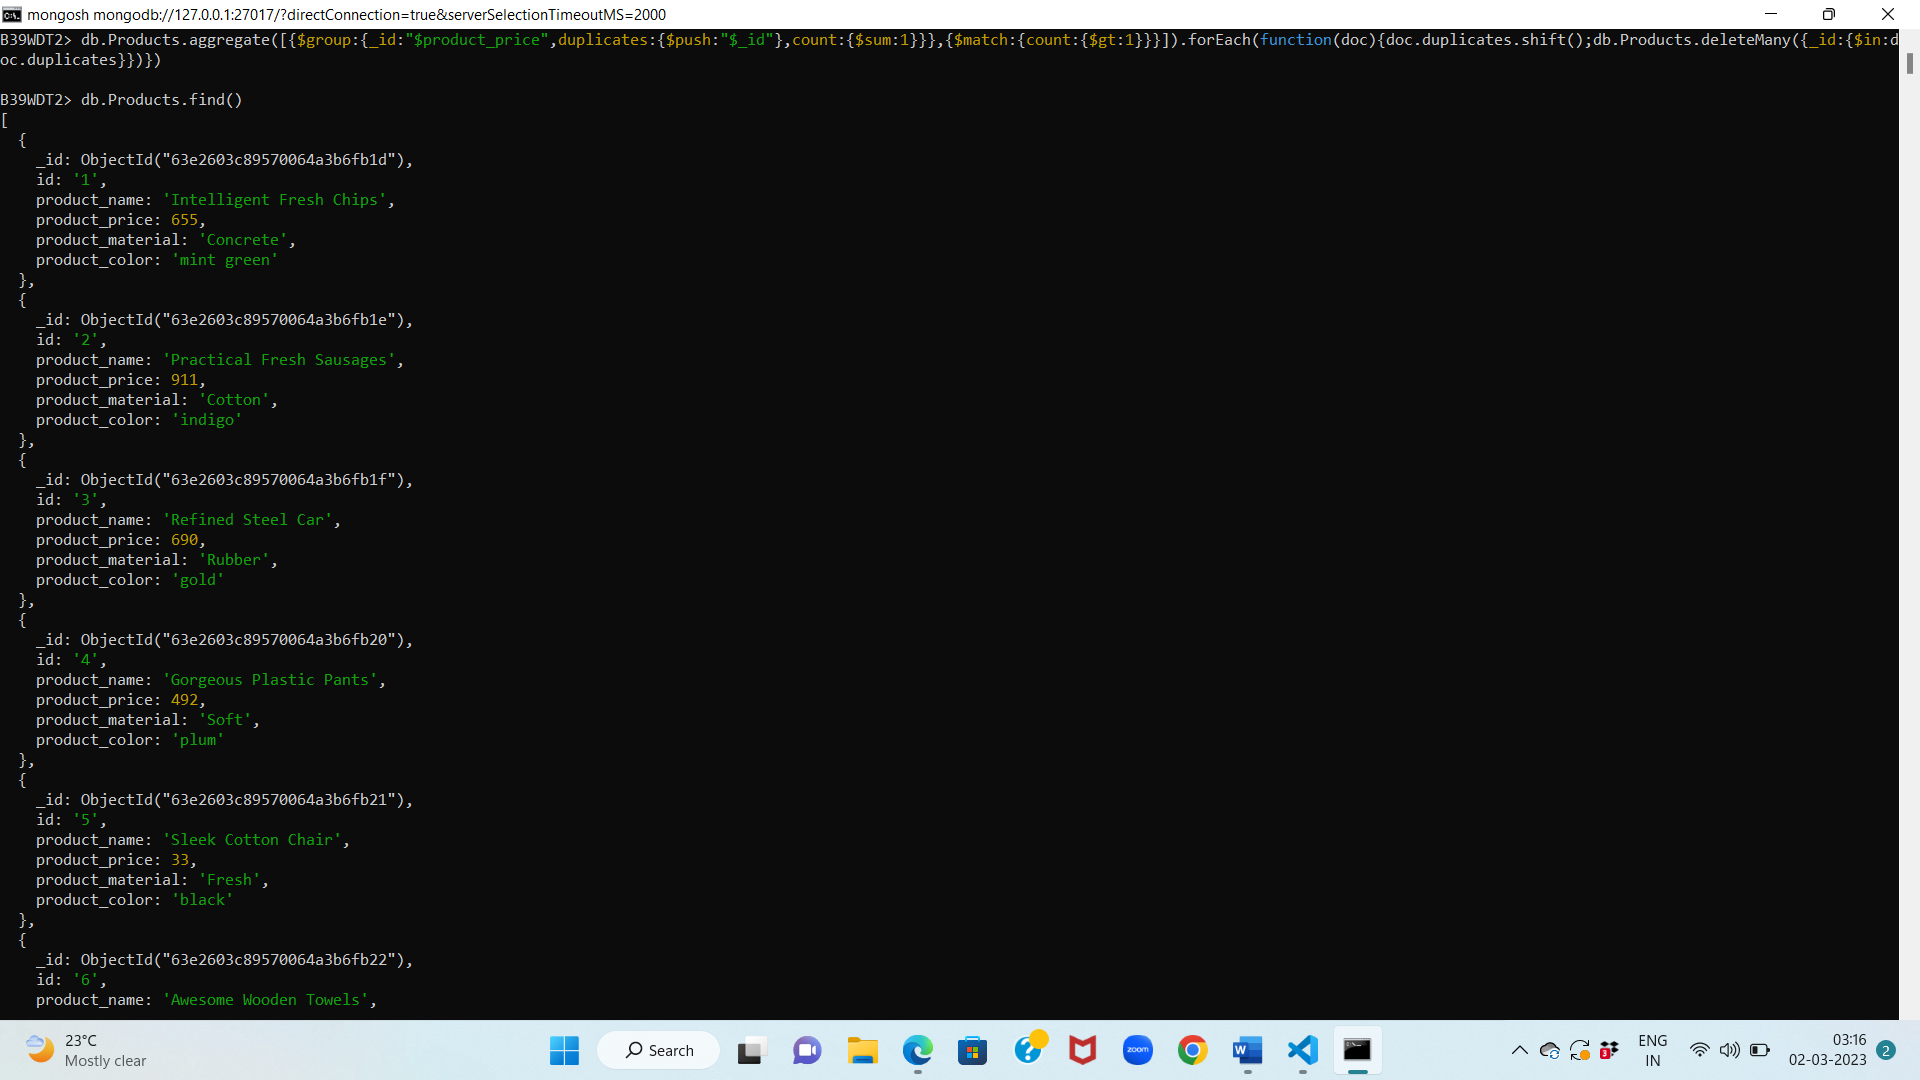 mongosh mongodb://127.0.0.1:27017/?directConnection=true&serverSelectionTimeoutMS=2000
B39WDT2> db.Products.aggregate([{$group:{_id:"$product_price",duplicates:{$push:"$_id"},count:{$sum:1}}},{$match:{count:{$gt:1}}}]).forEach(function(doc){doc.duplicates.shift();db.Products.deleteMany({_id:{$in:d
oc.duplicates}})})
B39WDT2> db.Products.find()
[
  {
    _id: ObjectId("63e2603c89570064a3b6fb1d"),
    id: '1',
    product_name: 'Intelligent Fresh Chips',
    product_price: 655,
    product_material: 'Concrete',
    product_color: 'mint green'
  },
  {
    _id: ObjectId("63e2603c89570064a3b6fb1e"),
    id: '2',
    product_name: 'Practical Fresh Sausages',
    product_price: 911,
    product_material: 'Cotton',
    product_color: 'indigo'
  },
  {
    _id: ObjectId("63e2603c89570064a3b6fb1f"),
    id: '3',
    product_name: 'Refined Steel Car',
    product_price: 690,
    product_material: 'Rubber',
    product_color: 'gold'
  },
  {
    _id: ObjectId("63e2603c89570064a3b6fb20"),
    id: '4',
    product_name: 'Gorgeous Plastic Pants',
    product_price: 492,
    product_material: 'Soft',
    product_color: 'plum'
  },
  {
    _id: ObjectId("63e2603c89570064a3b6fb21"),
    id: '5',
    product_name: 'Sleek Cotton Chair',
    product_price: 33,
    product_material: 'Fresh',
    product_color: 'black'
  },
  {
    _id: ObjectId("63e2603c89570064a3b6fb22"),
    id: '6',
    product_name: 'Awesome Wooden Towels',
23°C
Mostly clear
Search
zoom
W
3
ENG
IN
03:16
02-03-2023
2